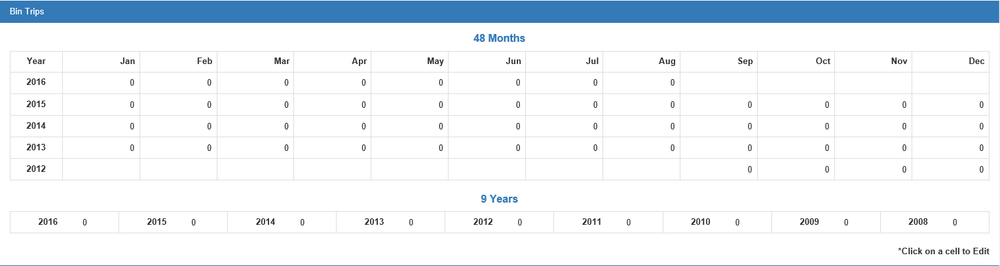 Bin Trips
48 Months
Year Jan Feb Mar Apr May Jun Jul Aug Sep Oct Nov Dec
2016 0 0 0 0 0 0 0 0
2015 0 0 0 0 0 0 0 0 0 0 0 0
2014 0 0 0 0 0 0 0 0 0 0 0 0
2013 0 0 0 0 0 0 0 0 0 0 0 0
2012 0 0 0 0
9 Years
2016 0 2015 0 2014 0 2013 0 2012 0 2011 0 2010 0 2009 0 2008 0
*Click on a cell to Edit